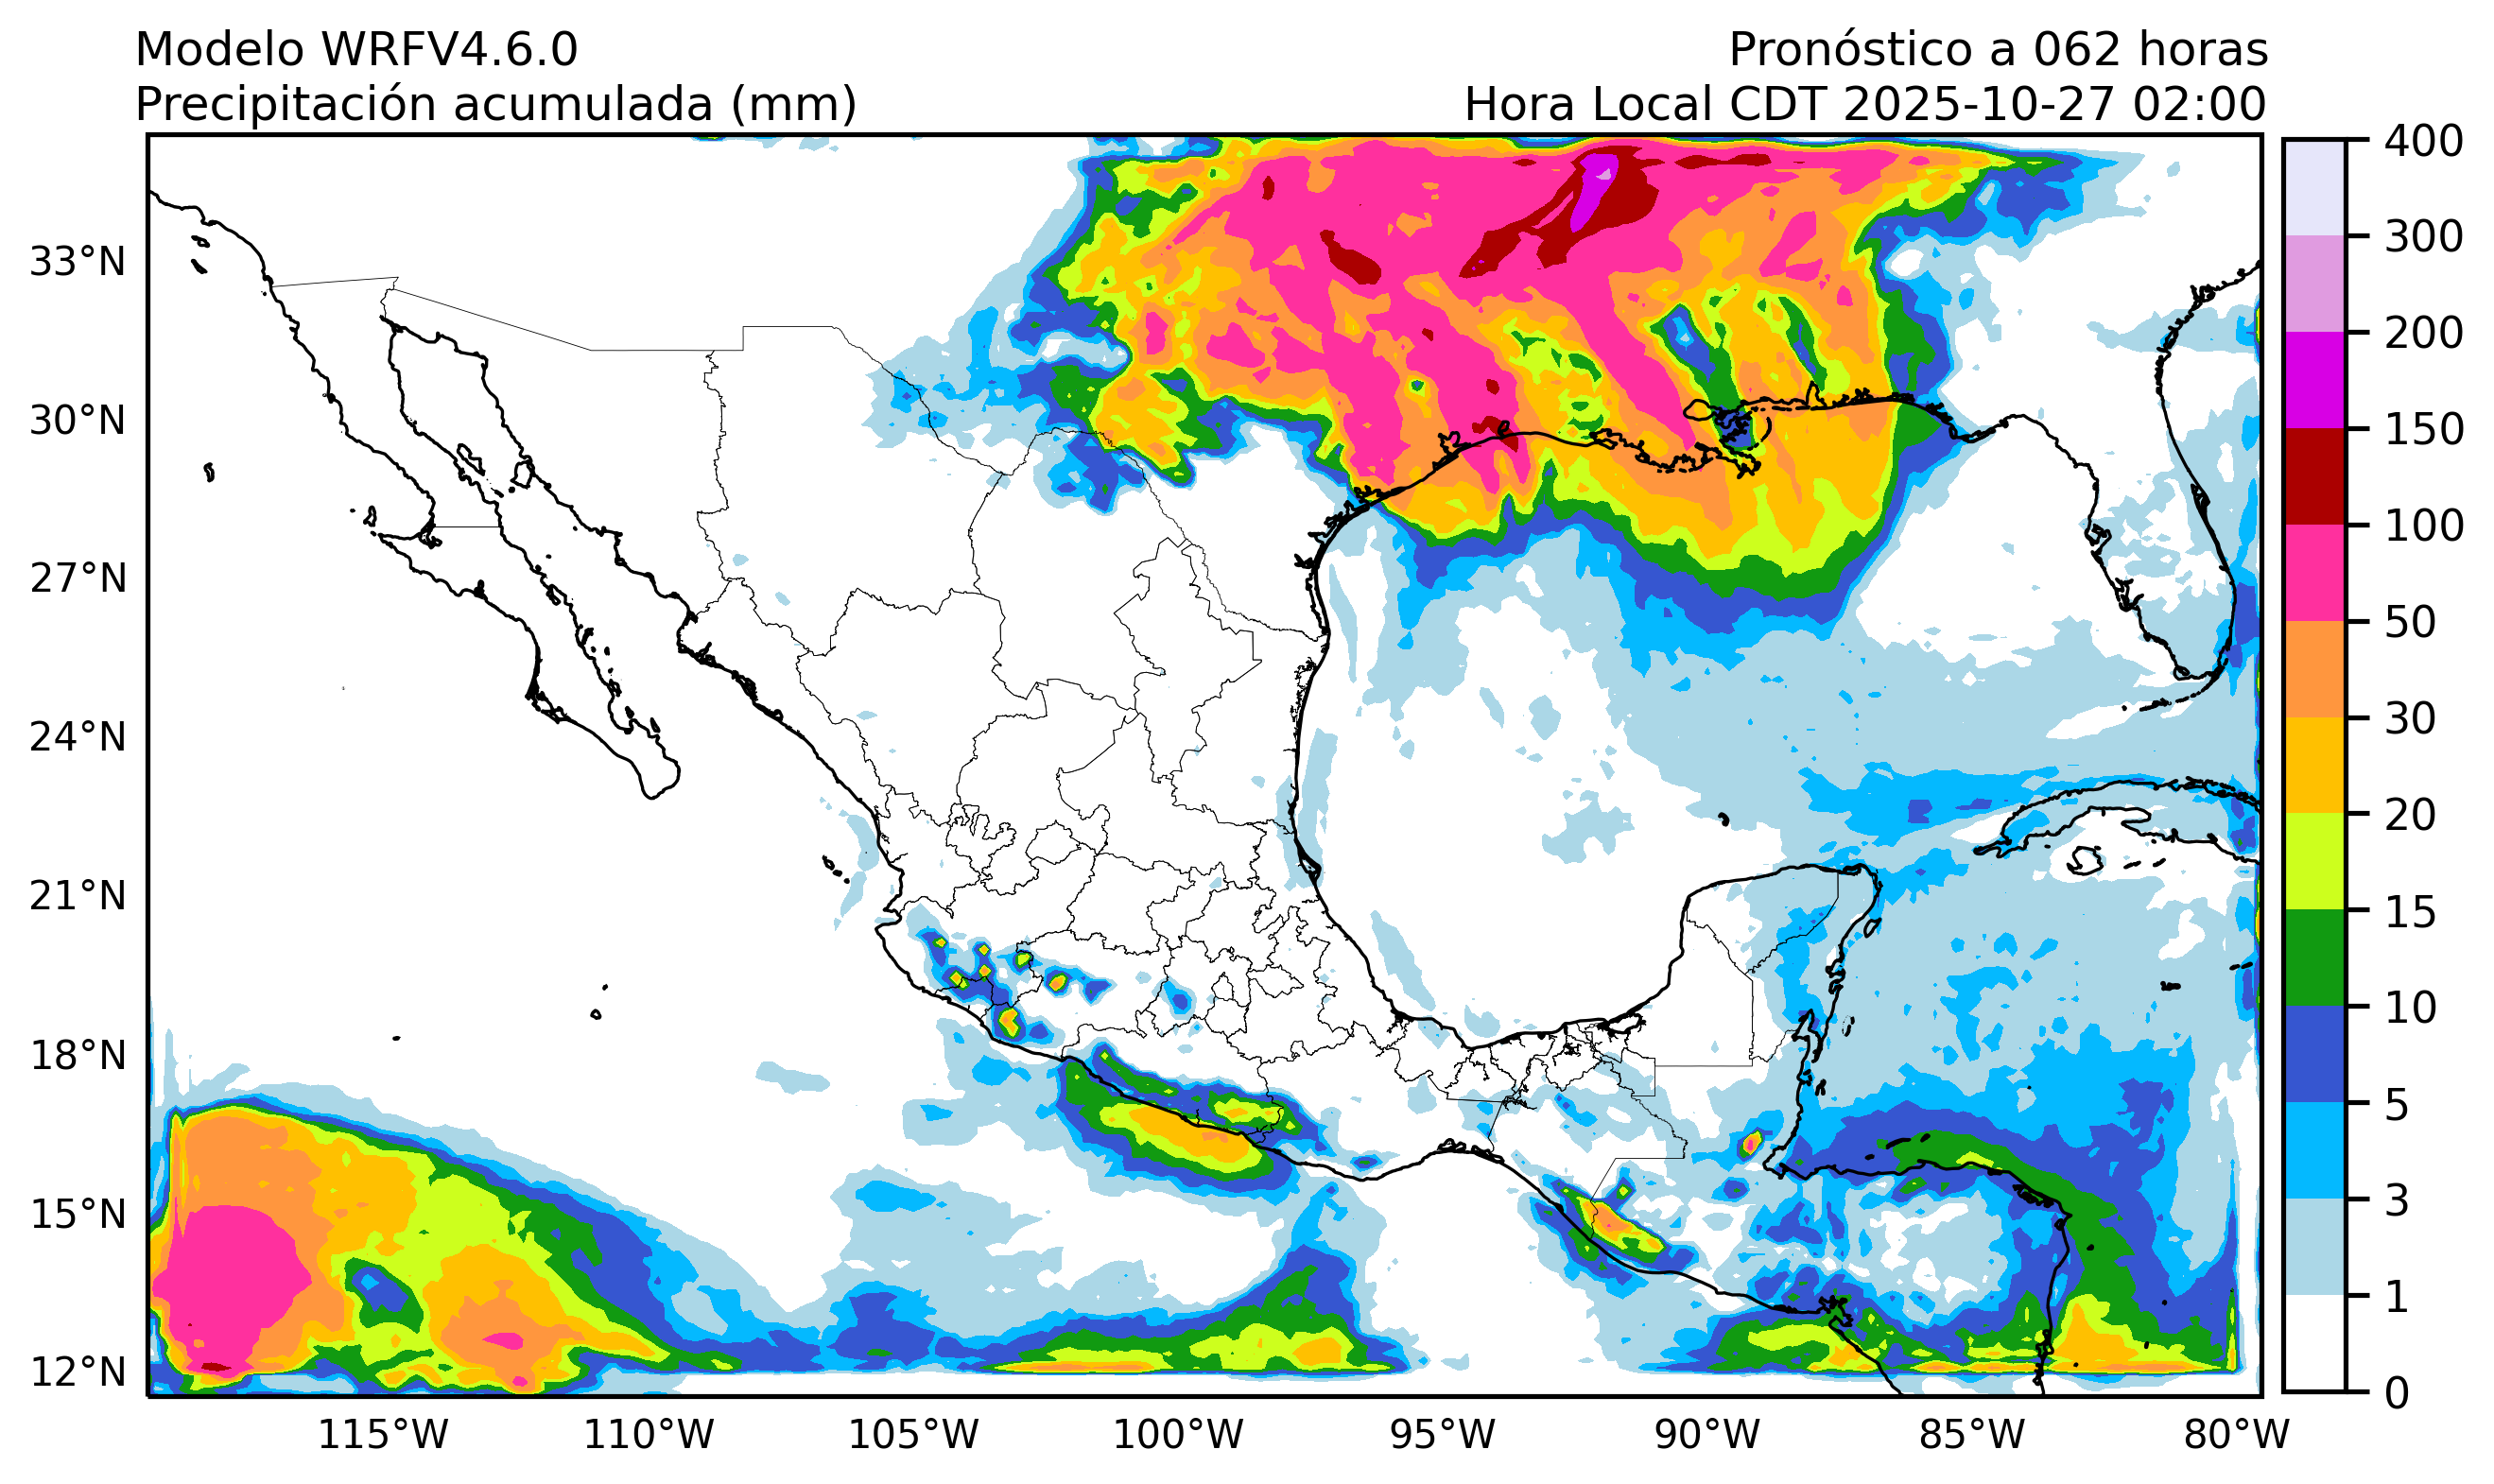 Modelo WRFV4.6.0
Pronóstico a 062 horas
Precipitación acumulada (mm)
Hora Local CDT 2025-10-27 02:00
33°N
30°N
27°N
24°N
21°N
18°N
15°N
12°N
115°W
110°W
105°W
100°W
95°W
90°W
85°W
80°W
400
300
200
150
100
50
30
20
15
10
5
3
1
0